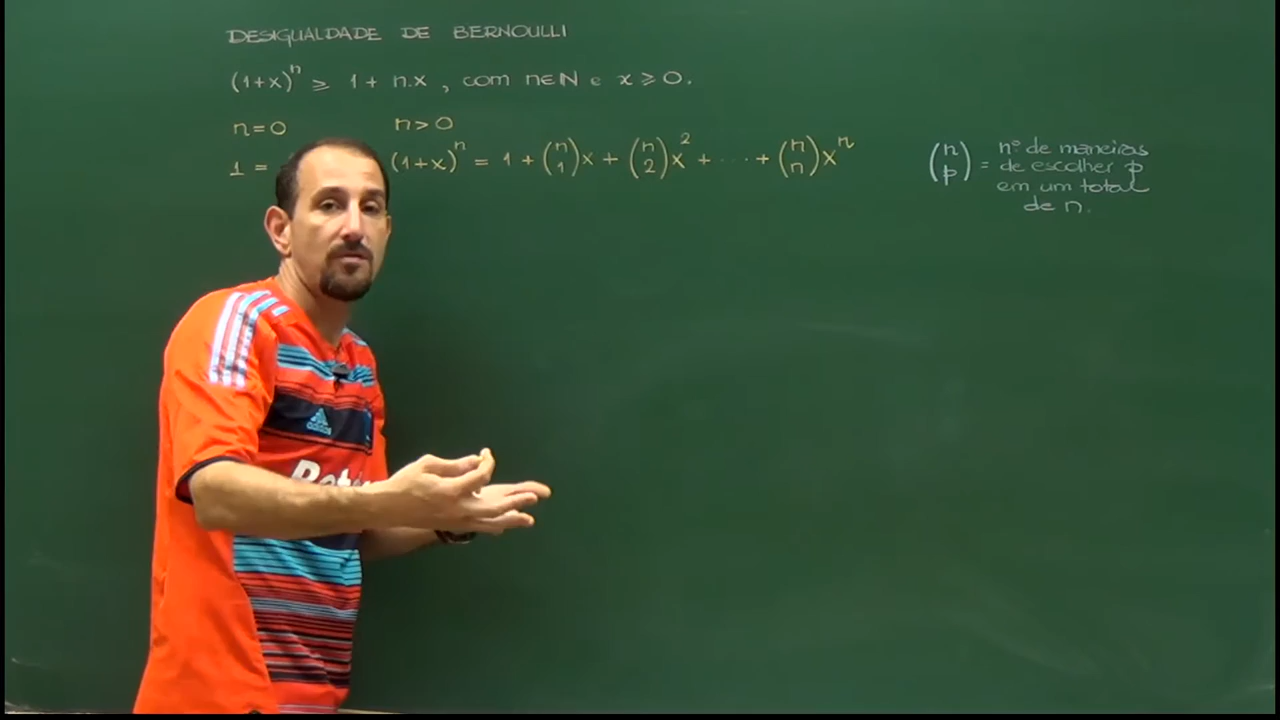 DESIGUALDADE DE BERNOULLI
(1+x)^n ≥ 1 + n.x , com n∈ℕ e x ≥ 0.
n=0 n>0
1 = (1+x)^n = 1 + (n 1)x + (n 2)x^2 + ... + (n n)x^n
(n p) = nº de maneiras
de escolher p
em um total
de n.
adidas